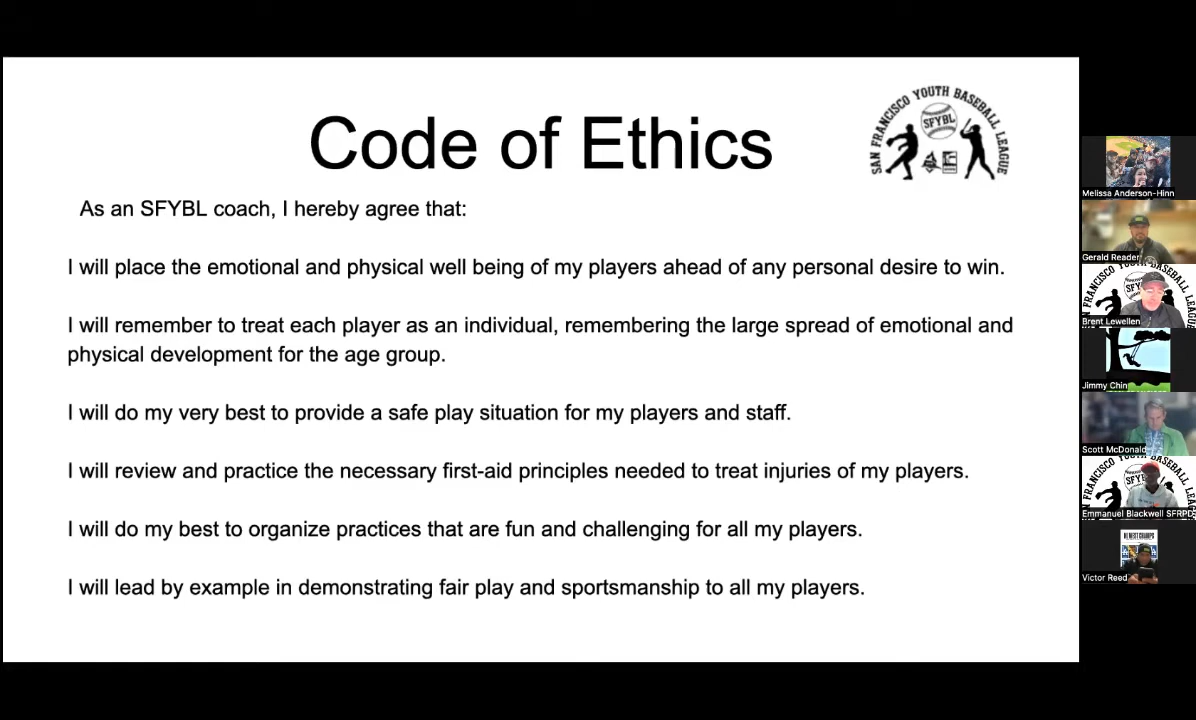 Code of Ethics
SAN FRANCISCO YOUTH BASEBALL LEAGUE
SFYBL
As an SFYBL coach, I hereby agree that:
I will place the emotional and physical well being of my players ahead of any personal desire to win.
I will remember to treat each player as an individual, remembering the large spread of emotional and
physical development for the age group.
I will do my very best to provide a safe play situation for my players and staff.
I will review and practice the necessary first-aid principles needed to treat injuries of my players.
I will do my best to organize practices that are fun and challenging for all my players.
I will lead by example in demonstrating fair play and sportsmanship to all my players.
Melissa Anderson-Hinn
Gerald Reader
Brent Lewellen
Jimmy Chin
Scott McDonald
Emmanuel Blackwell SFRPD
Victor Reed